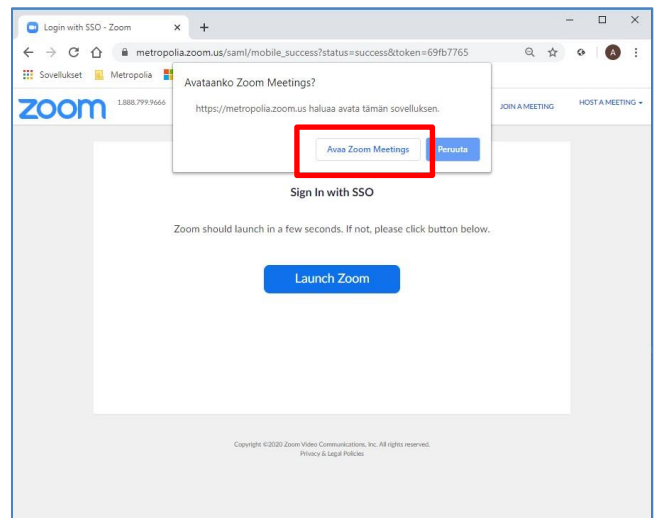 Login with SSO - Zoom
metropolia.zoom.us/saml/mobile_success?status=success&token=69fb7765
A
Sovellukset Metropolia
Avataanko Zoom Meetings?
https://metropolia.zoom.us haluaa avata tämän sovelluksen.
Avaa Zoom Meetings Peruuta
zoom 1.888.799.9666 JOIN A MEETING HOST A MEETING
Sign In with SSO
Zoom should launch in a few seconds. If not, please click button below.
Launch Zoom
Copyright ©2020 Zoom Video Communications, Inc. All rights reserved.
Privacy & Legal Policies